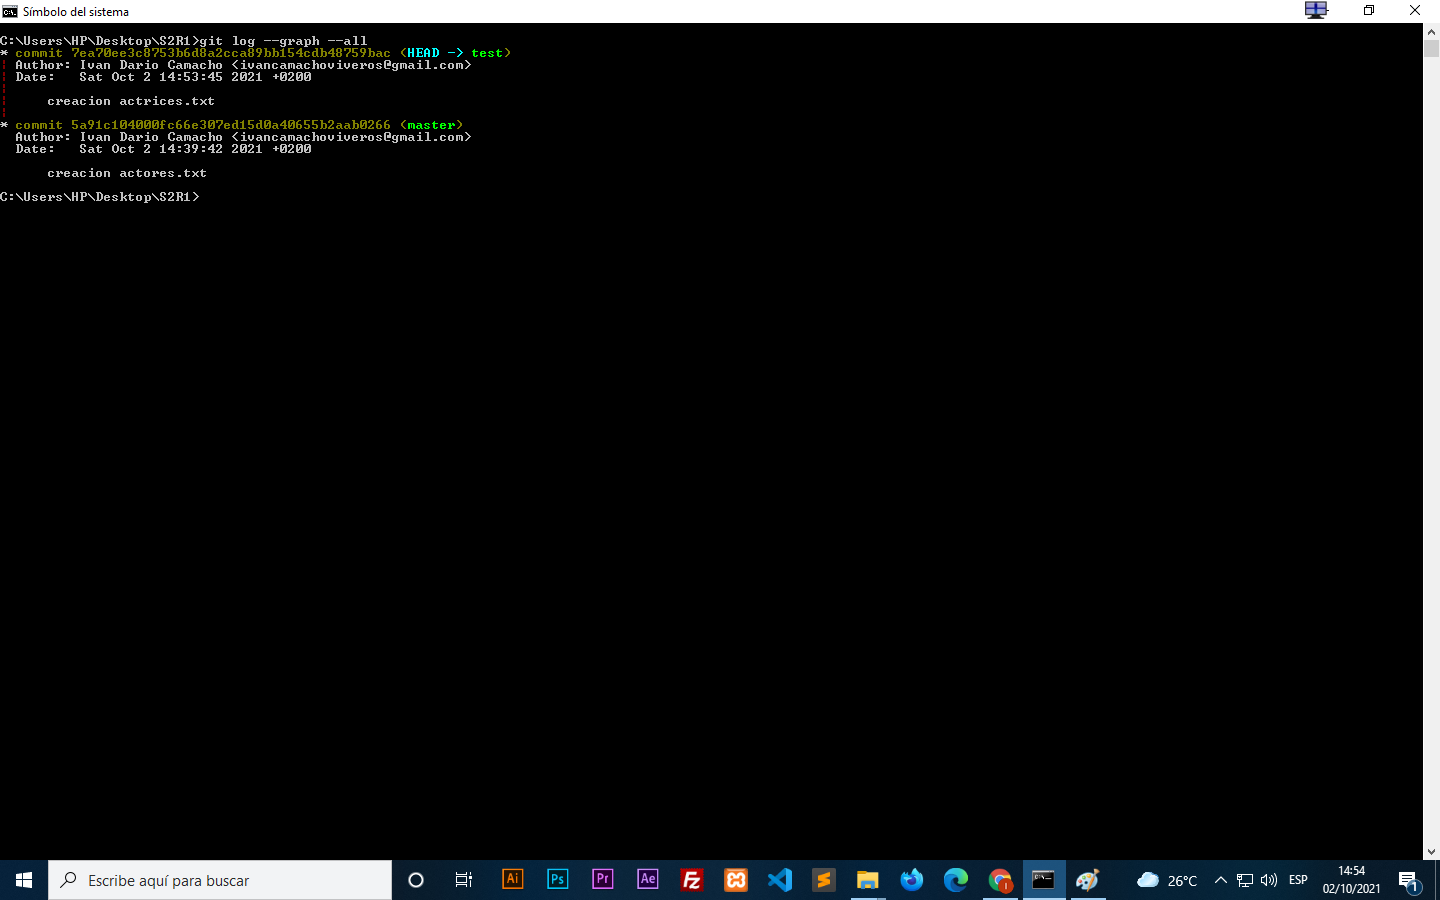 Símbolo del sistema
C:\Users\HP\Desktop\S2R1>git log --graph --all
* commit 7ea70ee3c8753b6d8a2cca89bb154cdb48759bac (HEAD -> test)
| Author: Ivan Dario Camacho <ivancamachoviveros@gmail.com>
| Date:   Sat Oct 2 14:53:45 2021 +0200
|
|     creacion actrices.txt
|
* commit 5a91c104000fc66e307ed15d0a40655b2aab0266 (master)
Author: Ivan Dario Camacho <ivancamachoviveros@gmail.com>
Date:   Sat Oct 2 14:39:42 2021 +0200
creacion actores.txt
C:\Users\HP\Desktop\S2R1>
Escribe aquí para buscar
Ai
Ps
Pr
Ae
Fz
26°C
ESP
14:54
02/10/2021
1